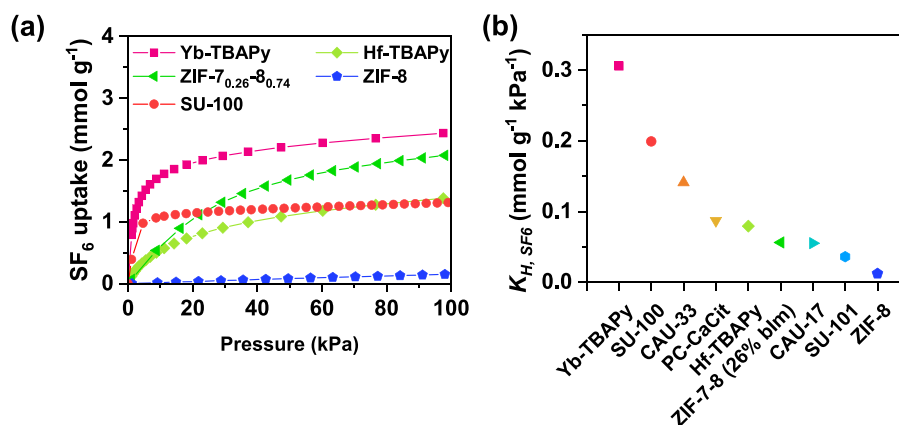 (a)
SF6 uptake (mmol g-1)
4
3
2
1
0
Yb-TBAPy
Hf-TBAPy
ZIF-70.26-80.74
ZIF-8
SU-100
0
20
40
60
80
100
Pressure (kPa)
(b)
KH, SF6 (mmol g-1 kPa-1)
0.3
0.2
0.1
0.0
Yb-TBAPy
SU-100
CAU-33
PC-CaCit
Hf-TBAPy
ZIF-7-8 (26% bIm)
CAU-17
SU-101
ZIF-8